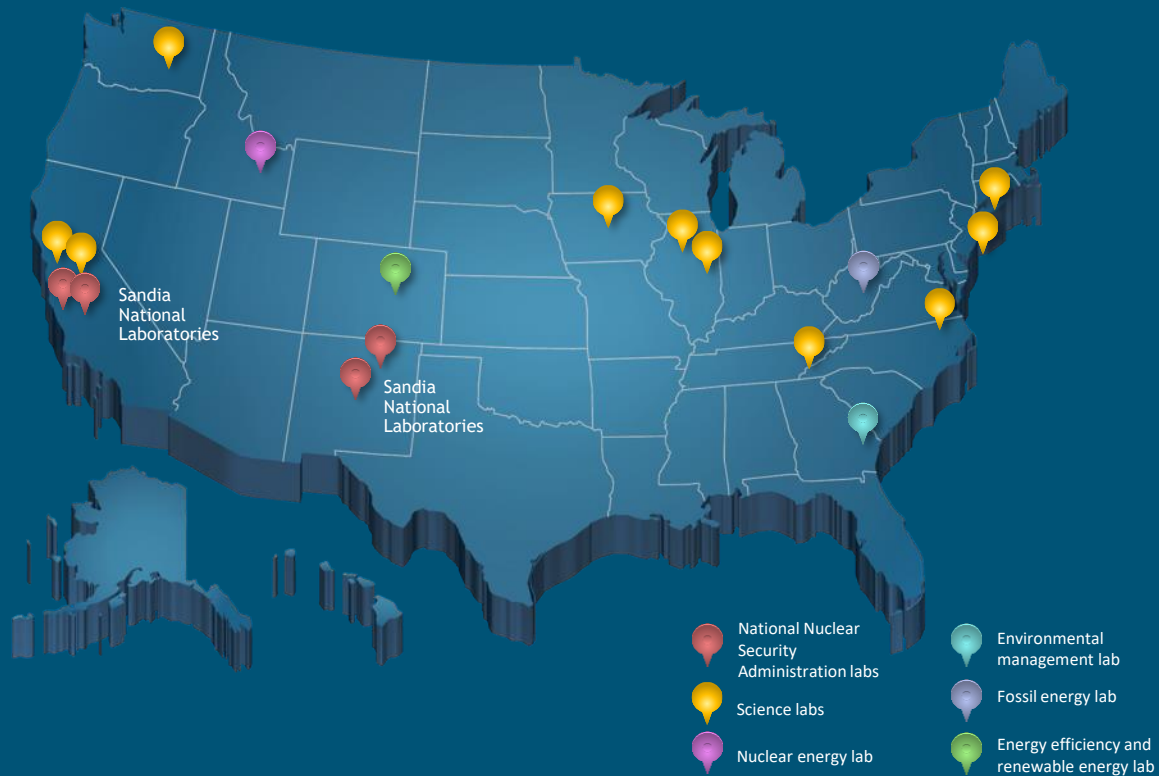 Sandia
National
Laboratories
Sandia
National
Laboratories
National Nuclear
Security
Administration labs
Science labs
Nuclear energy lab
Environmental
management lab
Fossil energy lab
Energy efficiency and
renewable energy lab